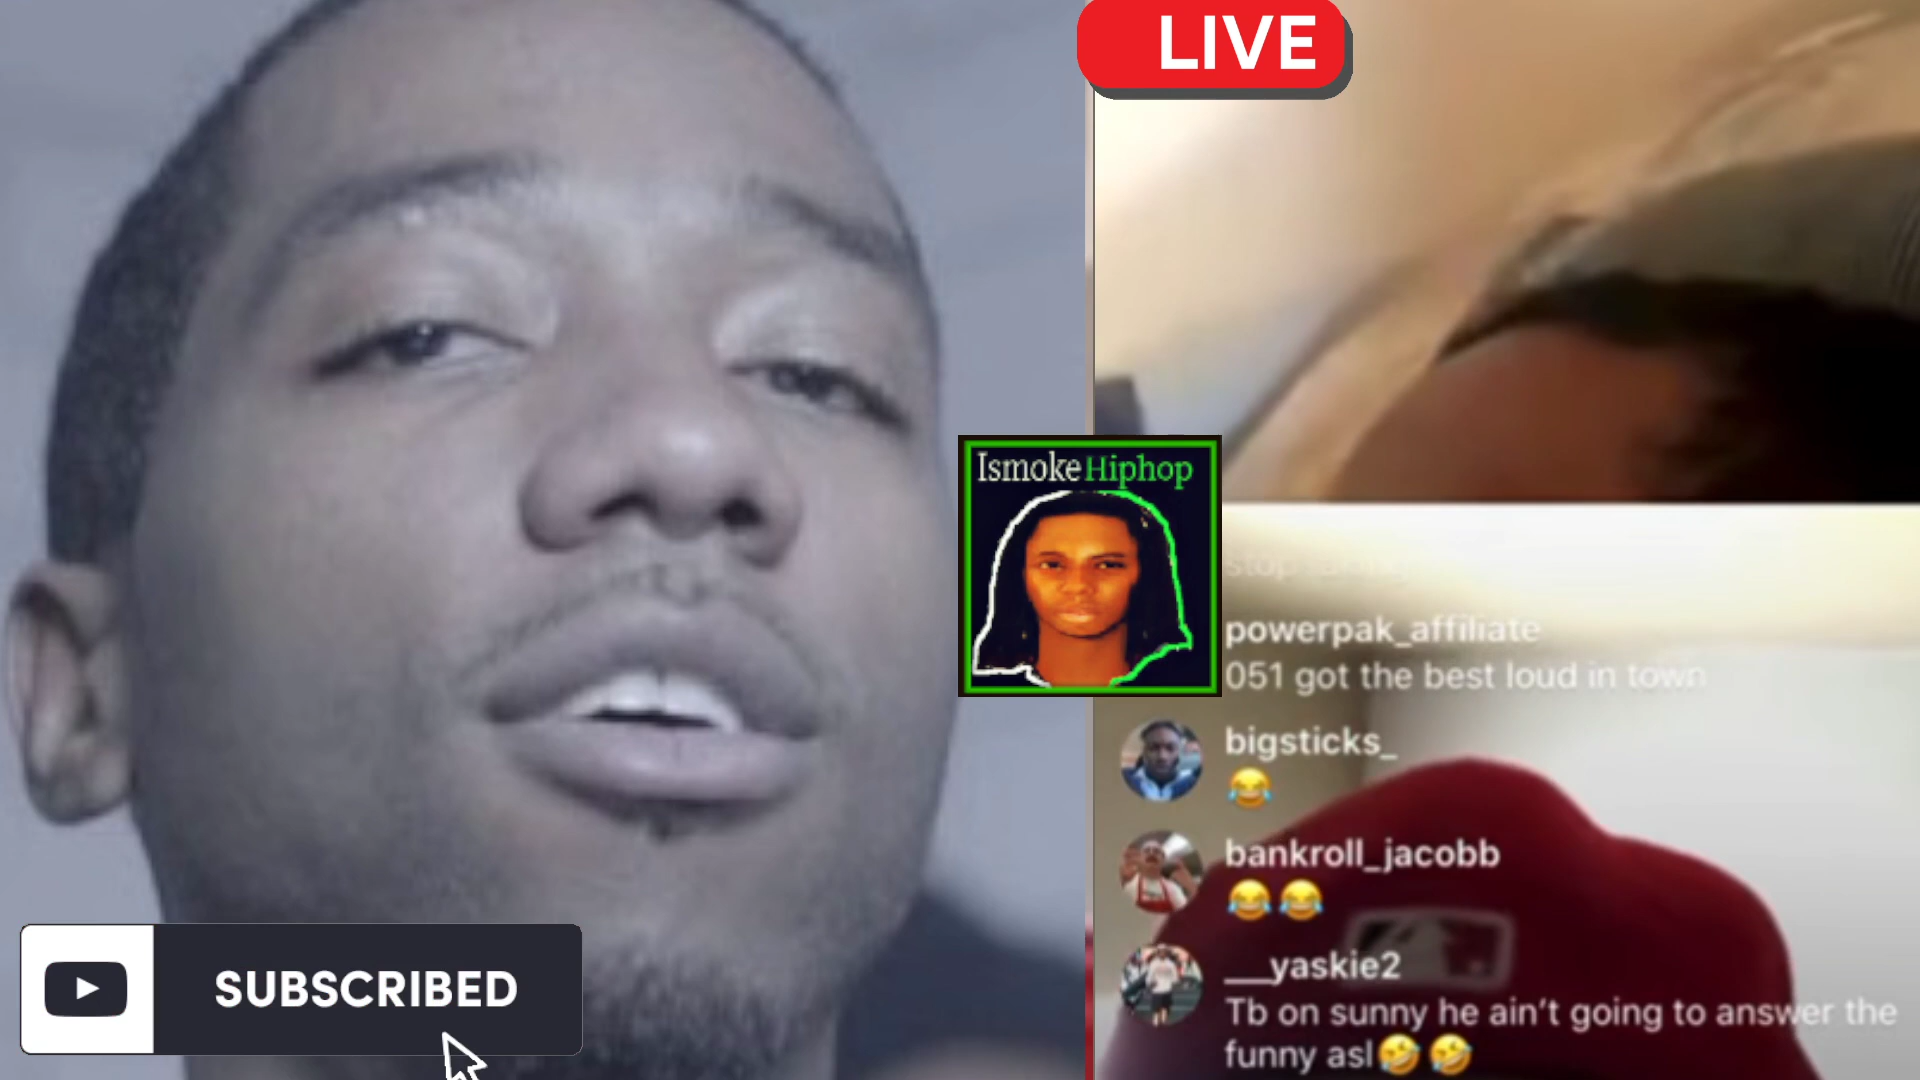 LIVE
Ismoke Hiphop
powerpak_affiliate
051 got the best loud in town
bigsticks_
😂
bankroll_jacobb
😂😂
___yaskie2
Tb on sunny he ain't going to answer the
funny asl🤣🤣
SUBSCRIBED